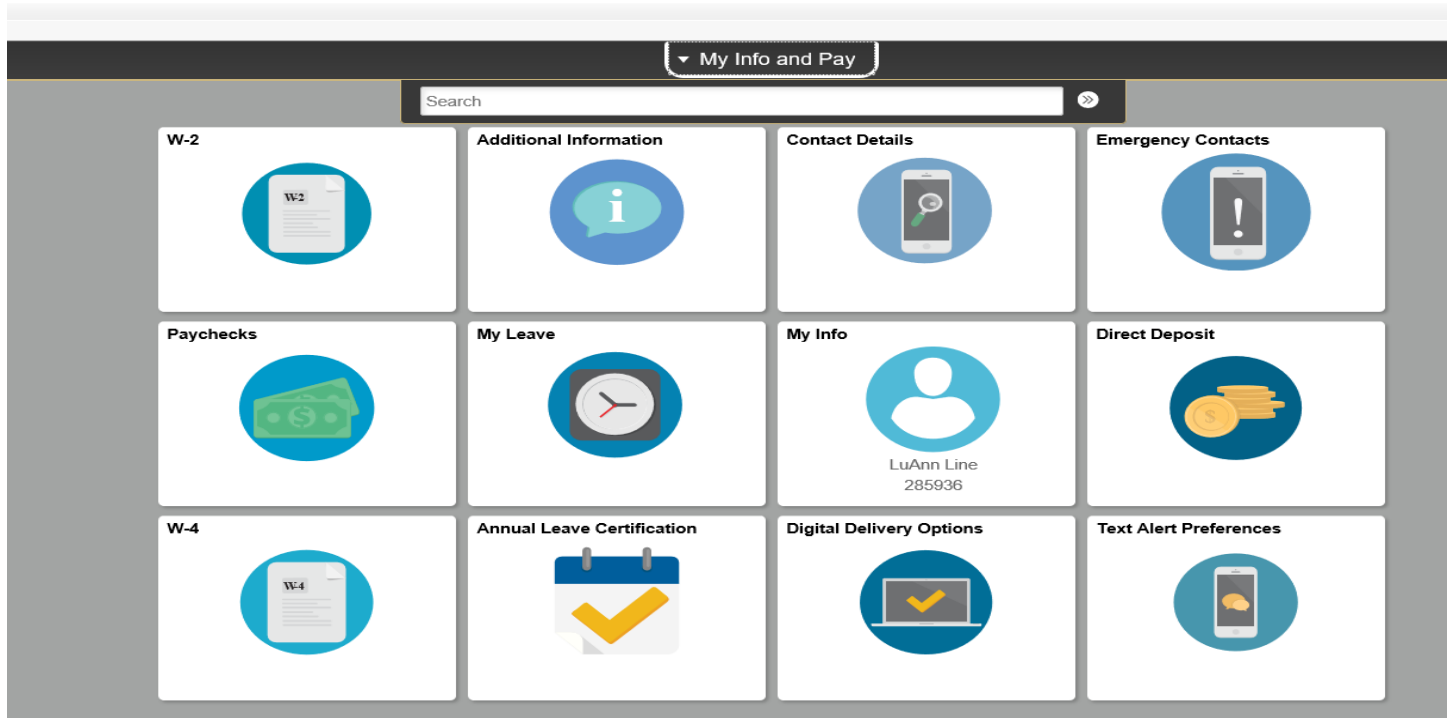 My Info and Pay
Search
W-2
W-2
Additional Information
i
Contact Details
Emergency Contacts
!
Paychecks
$
My Leave
My Info
LuAnn Line
285936
Direct Deposit
$
W-4
W-4
Annual Leave Certification
Digital Delivery Options
Text Alert Preferences